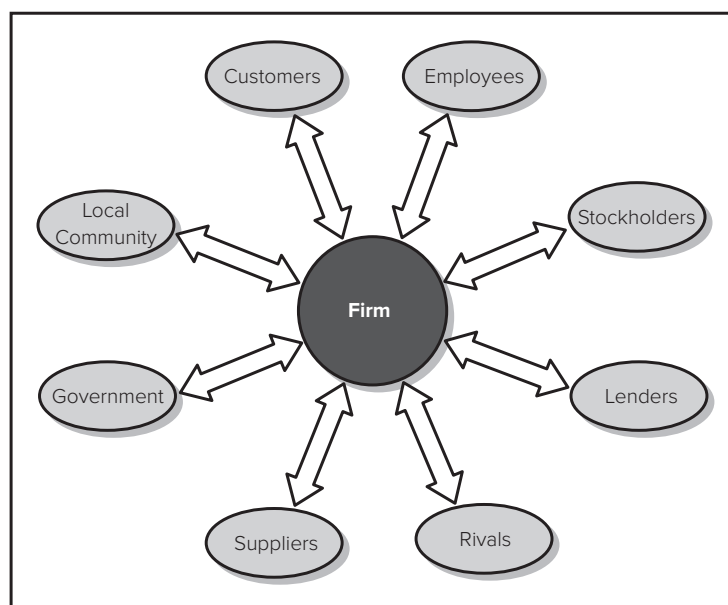 Customers
Employees
Local
Community
Stockholders
Firm
Government
Lenders
Suppliers
Rivals